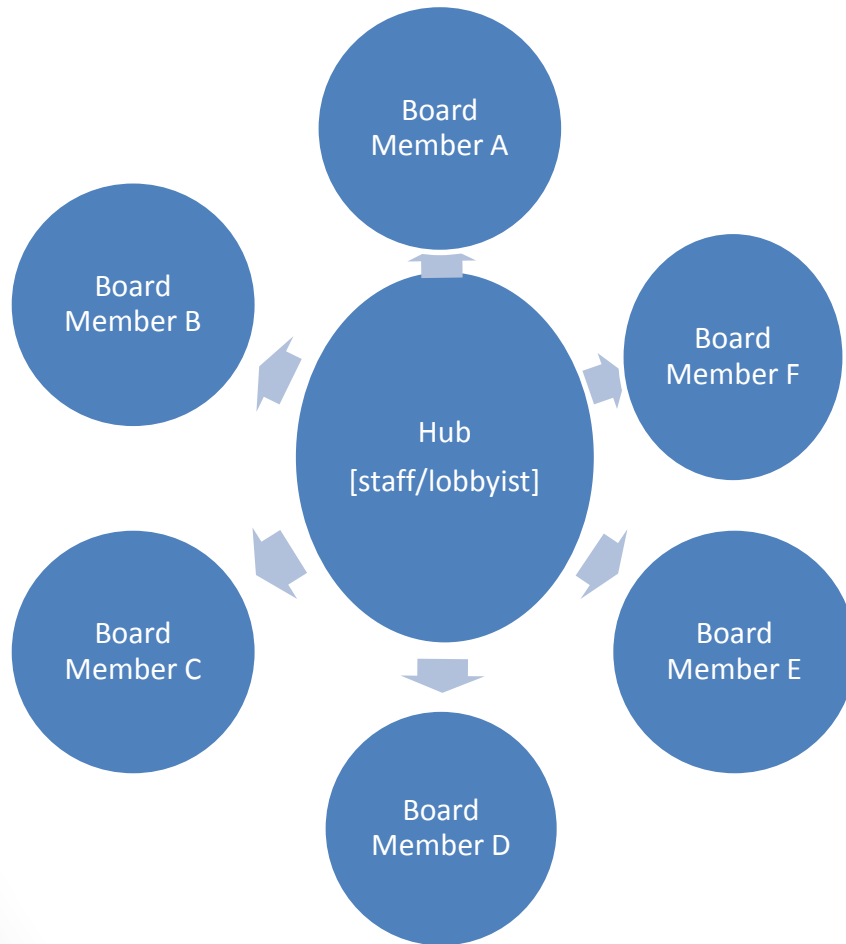 Board
Member A
Board
Member B
Board
Member F
Hub
[staff/lobbyist]
Board
Member C
Board
Member E
Board
Member D